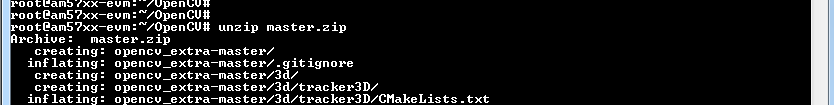 root@am57xx-evm:~/OpenCV#
root@am57xx-evm:~/OpenCV#
root@am57xx-evm:~/OpenCV# unzip master.zip
Archive:  master.zip
   creating: opencv_extra-master/
  inflating: opencv_extra-master/.gitignore
   creating: opencv_extra-master/3d/
   creating: opencv_extra-master/3d/tracker3D/
  inflating: opencv_extra-master/3d/tracker3D/CMakeLists.txt